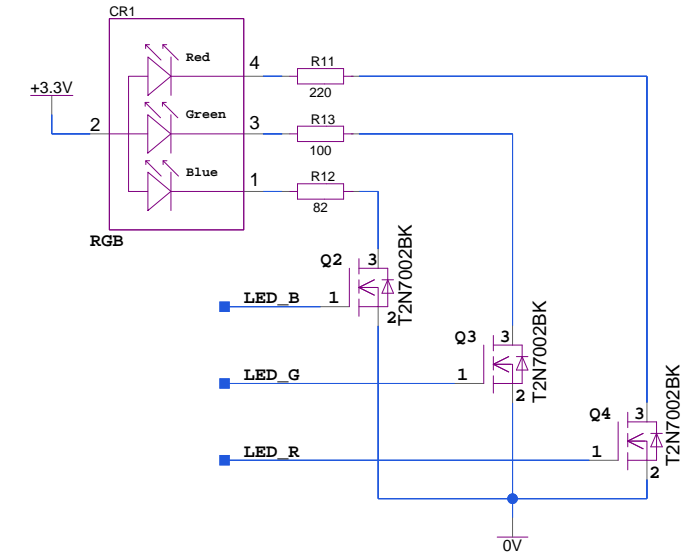 CR1
Red
4
R11
220
+3.3V
Green
2
3
R13
100
Blue
1
R12
82
RGB
Q2
3
LED_B
1
2
T2N7002BK
Q3
3
LED_G
1
2
T2N7002BK
Q4
3
LED_R
1
2
T2N7002BK
0V